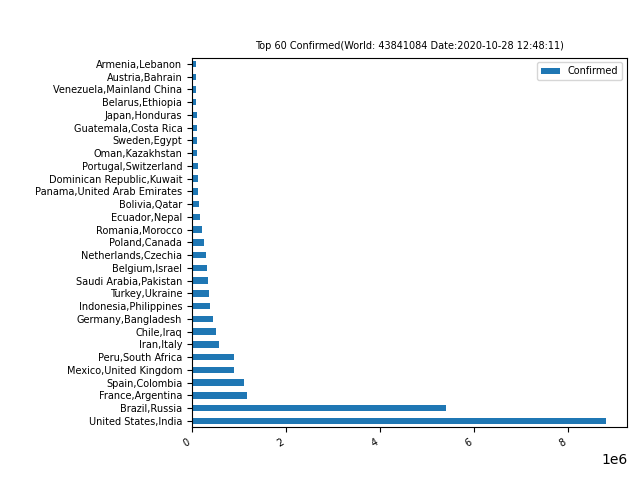 Top 60 Confirmed(World: 43841084 Date:2020-10-28 12:48:11)
Confirmed
Armenia,Lebanon
Austria,Bahrain
Venezuela,Mainland China
Belarus,Ethiopia
Japan,Honduras
Guatemala,Costa Rica
Sweden,Egypt
Oman,Kazakhstan
Portugal,Switzerland
Dominican Republic,Kuwait
Panama,United Arab Emirates
Bolivia,Qatar
Ecuador,Nepal
Romania,Morocco
Poland,Canada
Netherlands,Czechia
Belgium,Israel
Saudi Arabia,Pakistan
Turkey,Ukraine
Indonesia,Philippines
Germany,Bangladesh
Chile,Iraq
Iran,Italy
Peru,South Africa
Mexico,United Kingdom
Spain,Colombia
France,Argentina
Brazil,Russia
United States,India
0 2 4 6 8
1e6